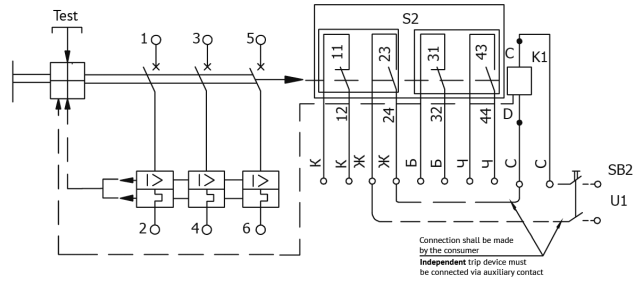 Test
S2
1 3 5
11 23 31 43
C K1
12 24 32 44
D
К К Ж Ж Б Б Ч Ч С С
SB2
U1
I> I> I>
2 4 6
Connection shall be made
by the consumer
Independent trip device must
be connected via auxiliary contact